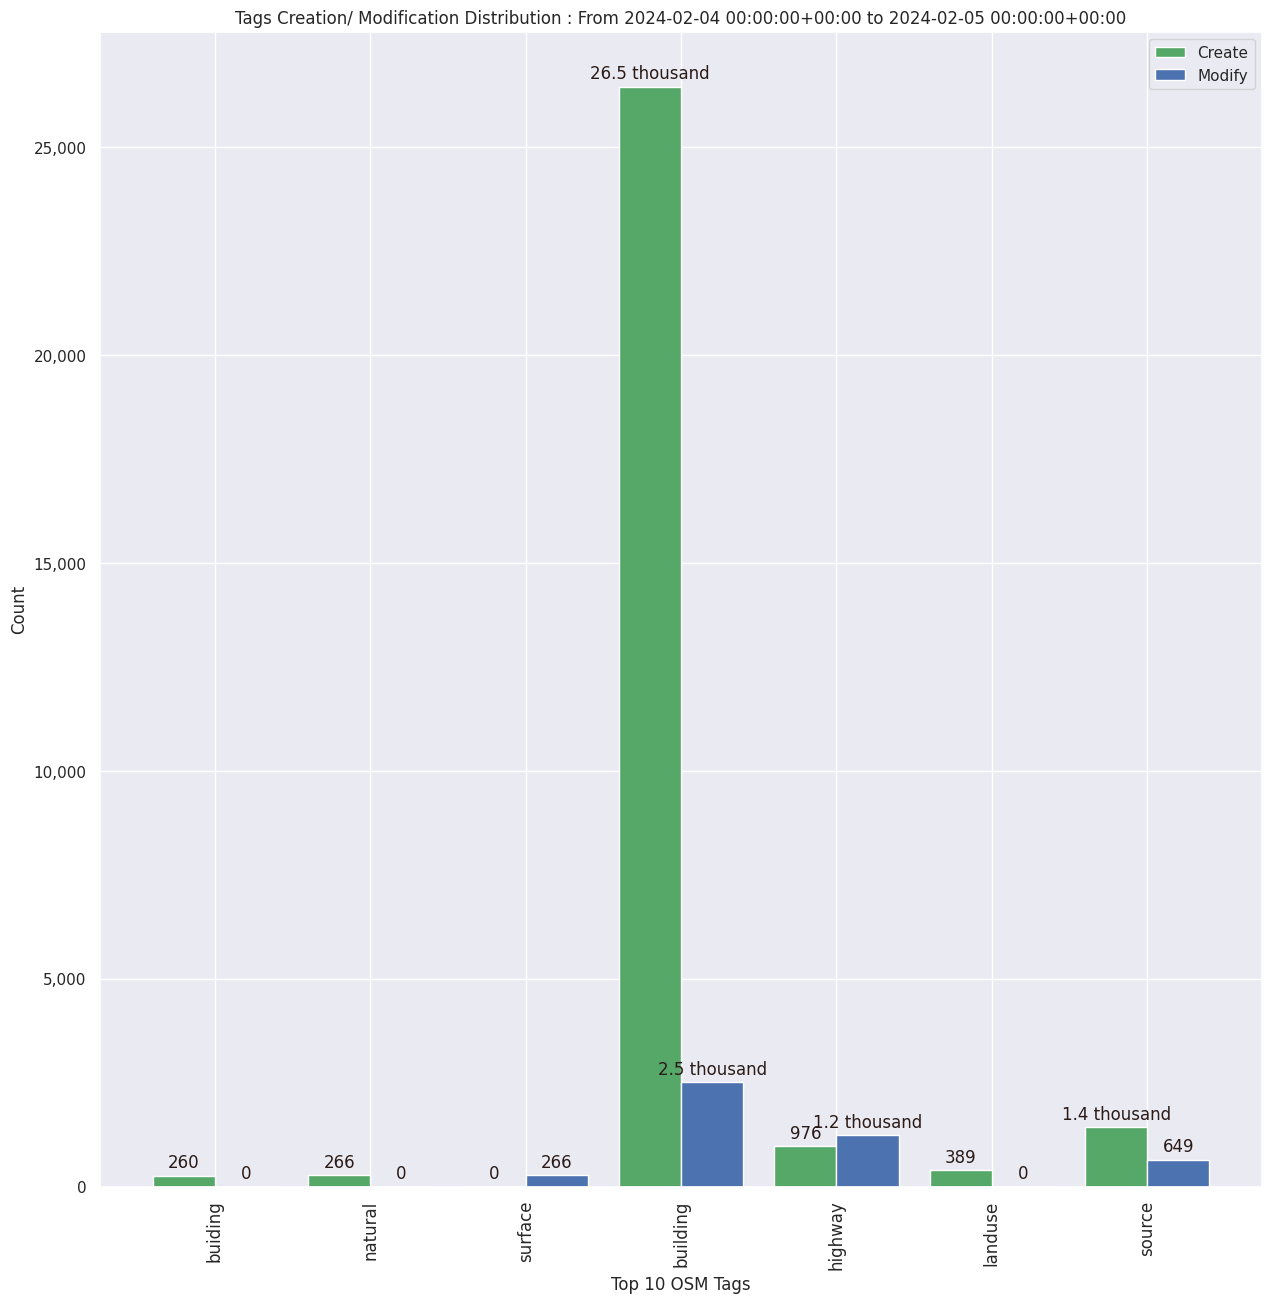 Tags Creation/ Modification Distribution : From 2024-02-04 00:00:00+00:00 to 2024-02-05 00:00:00+00:00
Create
Modify
26.5 thousand
25,000
20,000
15,000
10,000
5,000
0
Count
260
0
266
0
0
266
2.5 thousand
976
1.2 thousand
389
0
1.4 thousand
649
buiding
natural
surface
building
highway
landuse
source
Top 10 OSM Tags